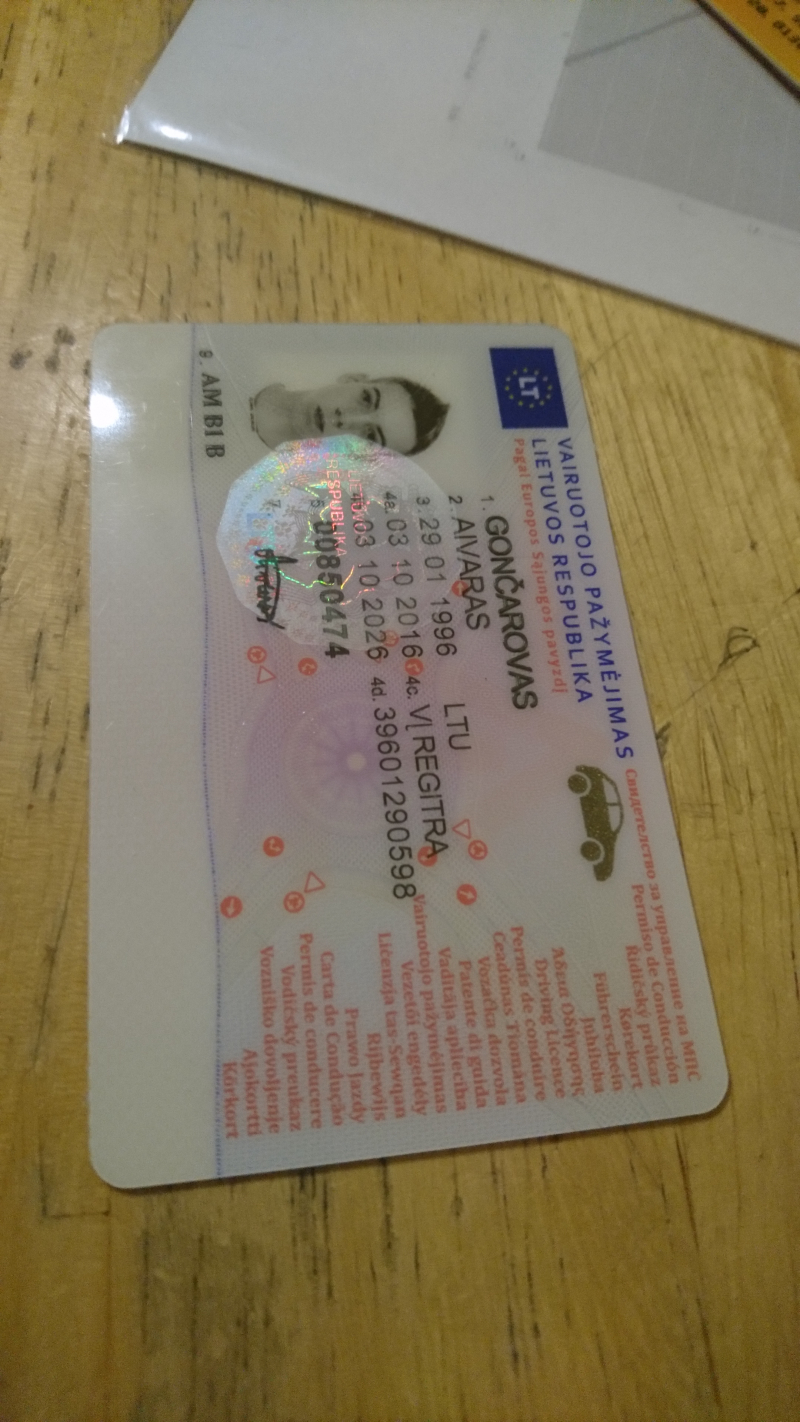 LT
VAIRUOTOJO PAŽYMĖJIMAS
LIETUVOS RESPUBLIKA
Pagal Europos Sąjungos pavyzdį
1. GONČAROVAS
2. AIVARAS
3. 29 01 1996 LTU
4a. 03 10 2016 4c. VĮ REGITRA
03 10 2026 4d. 39601290598
5. 00850474
7.
9. AM B1 B
RESPUBLIKA
Свидетелство за управление на МПС
Permiso de Conducción
Řidičský průkaz
Kørekort
Führerschein
Juhiluba
Άδεια Οδήγησης
Driving Licence
Permis de conduire
Ceadúnas Tiomána
Vozačka dozvola
Patente di guida
Vadītāja apliecība
Vairuotojo pažymėjimas
Vezetői engedély
Liċenzja tas-Sewqan
Rijbewijs
Prawo Jazdy
Carta de Condução
Permis de conducere
Vodičský preukaz
Vozniško dovoljenje
Ajokortti
Körkort